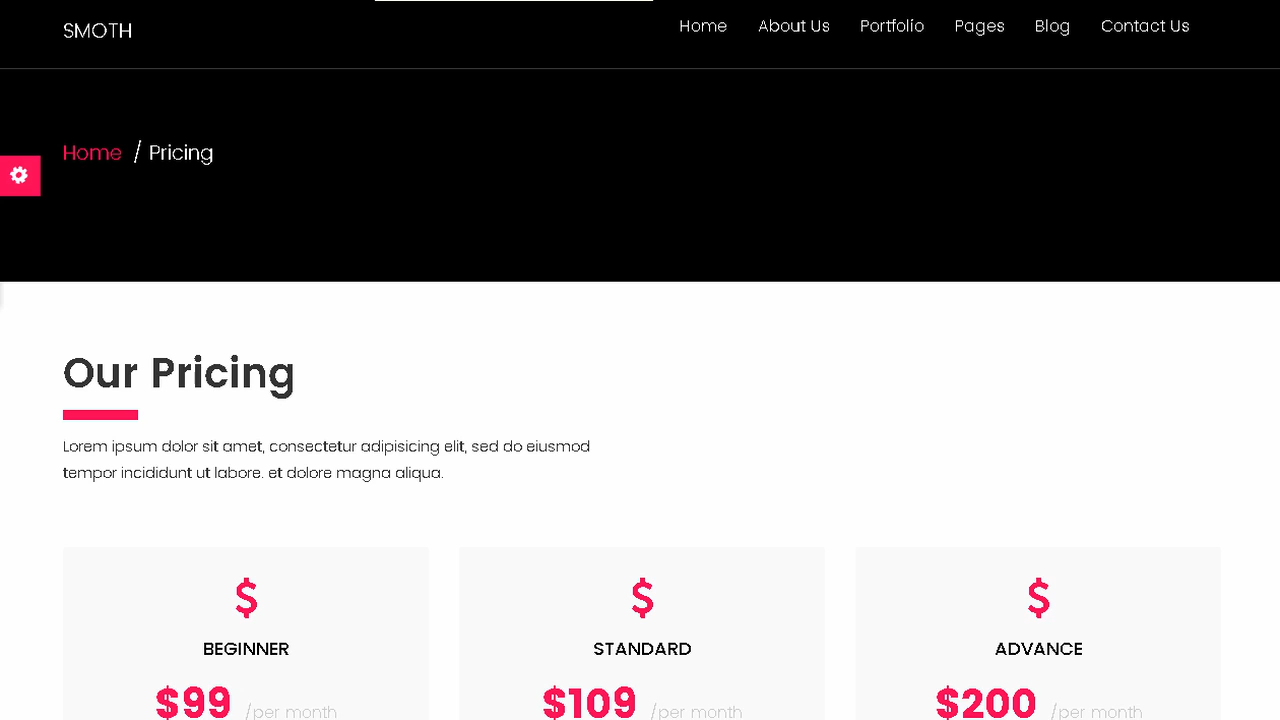 SMOTH
Home About Us Portfolio Pages Blog Contact Us
Home / Pricing
Our Pricing
Lorem ipsum dolor sit amet, consectetur adipisicing elit, sed do eiusmod
tempor incididunt ut labore. et dolore magna aliqua.
$ $ $
BEGINNER STANDARD ADVANCE
$99 /per month $109 /per month $200 /per month